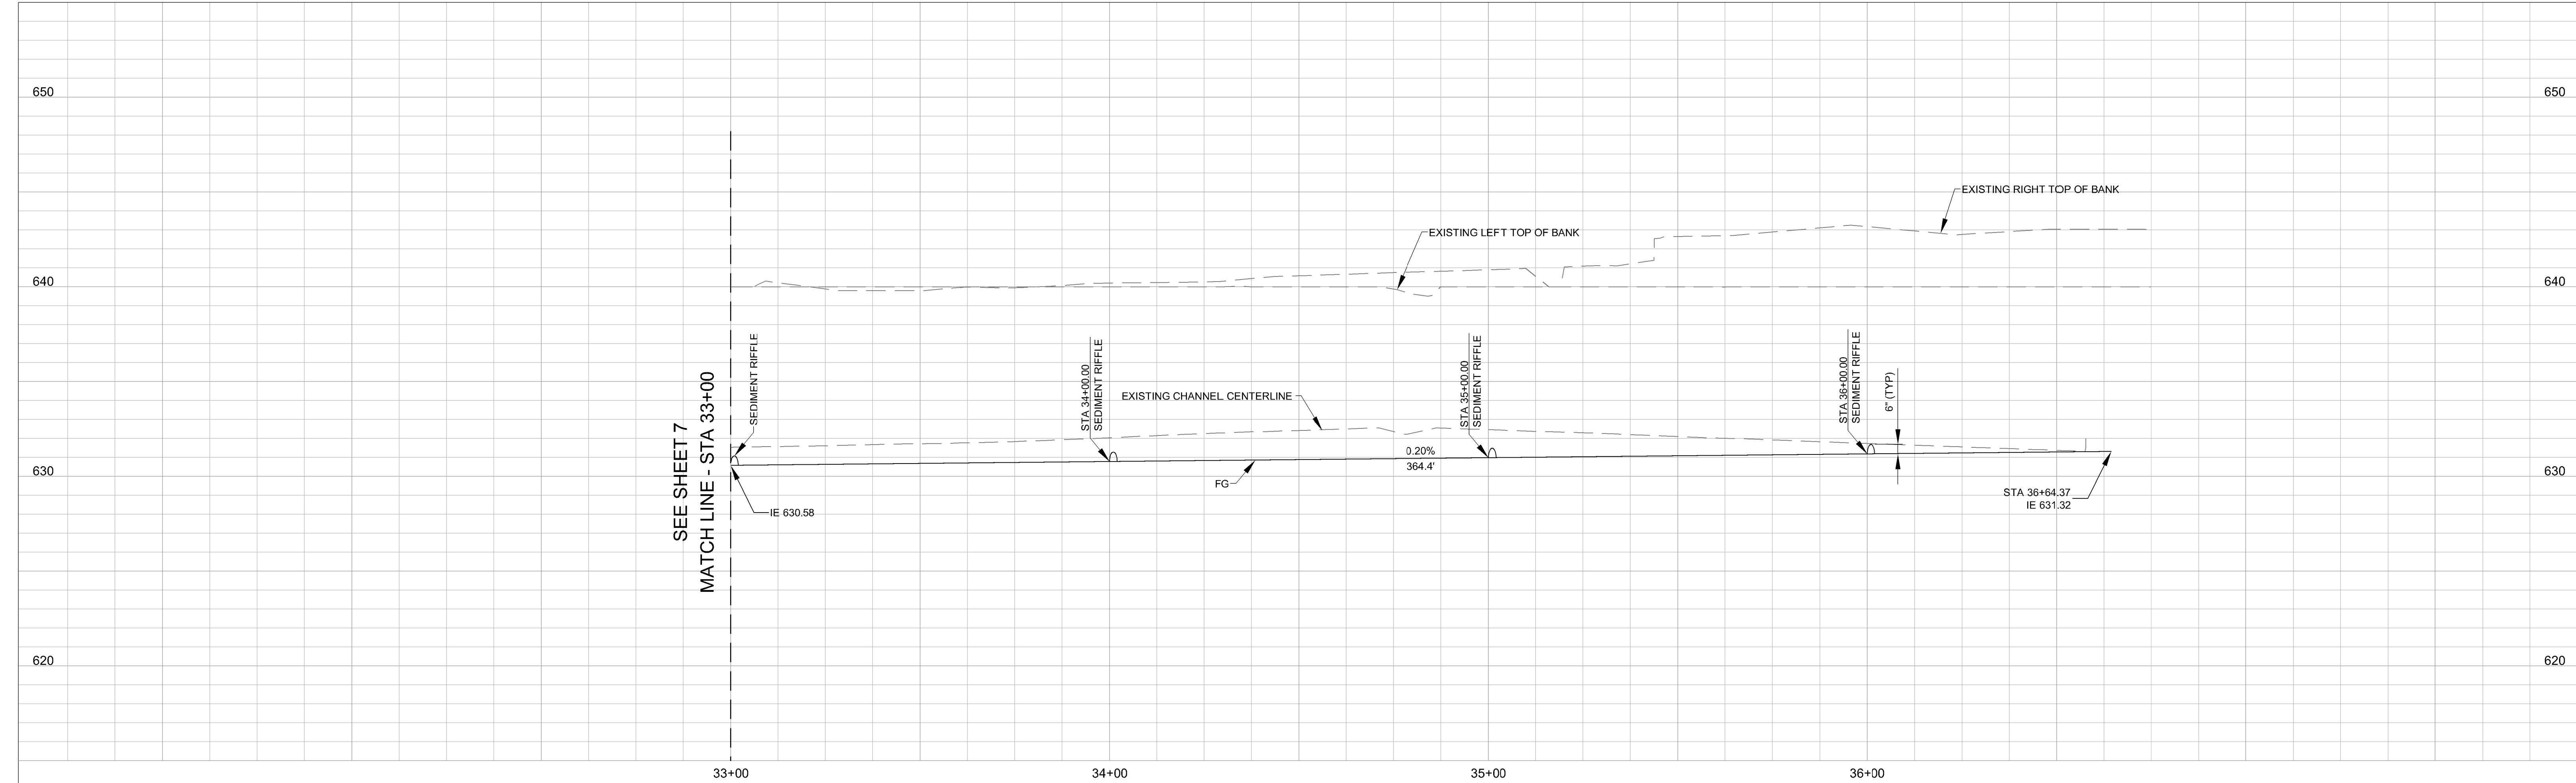 650
650
EXISTING RIGHT TOP OF BANK
EXISTING LEFT TOP OF BANK
640
640
SEE SHEET 7
MATCH LINE - STA 33+00
SEDIMENT RIFFLE
STA 34+00.00
SEDIMENT RIFFLE
EXISTING CHANNEL CENTERLINE
STA 35+00.00
SEDIMENT RIFFLE
STA 36+00.00
SEDIMENT RIFFLE
6" (TYP)
630
0.20%
364.4'
630
FG
IE 630.58
STA 36+64.37
IE 631.32
620
620
33+00
34+00
35+00
36+00